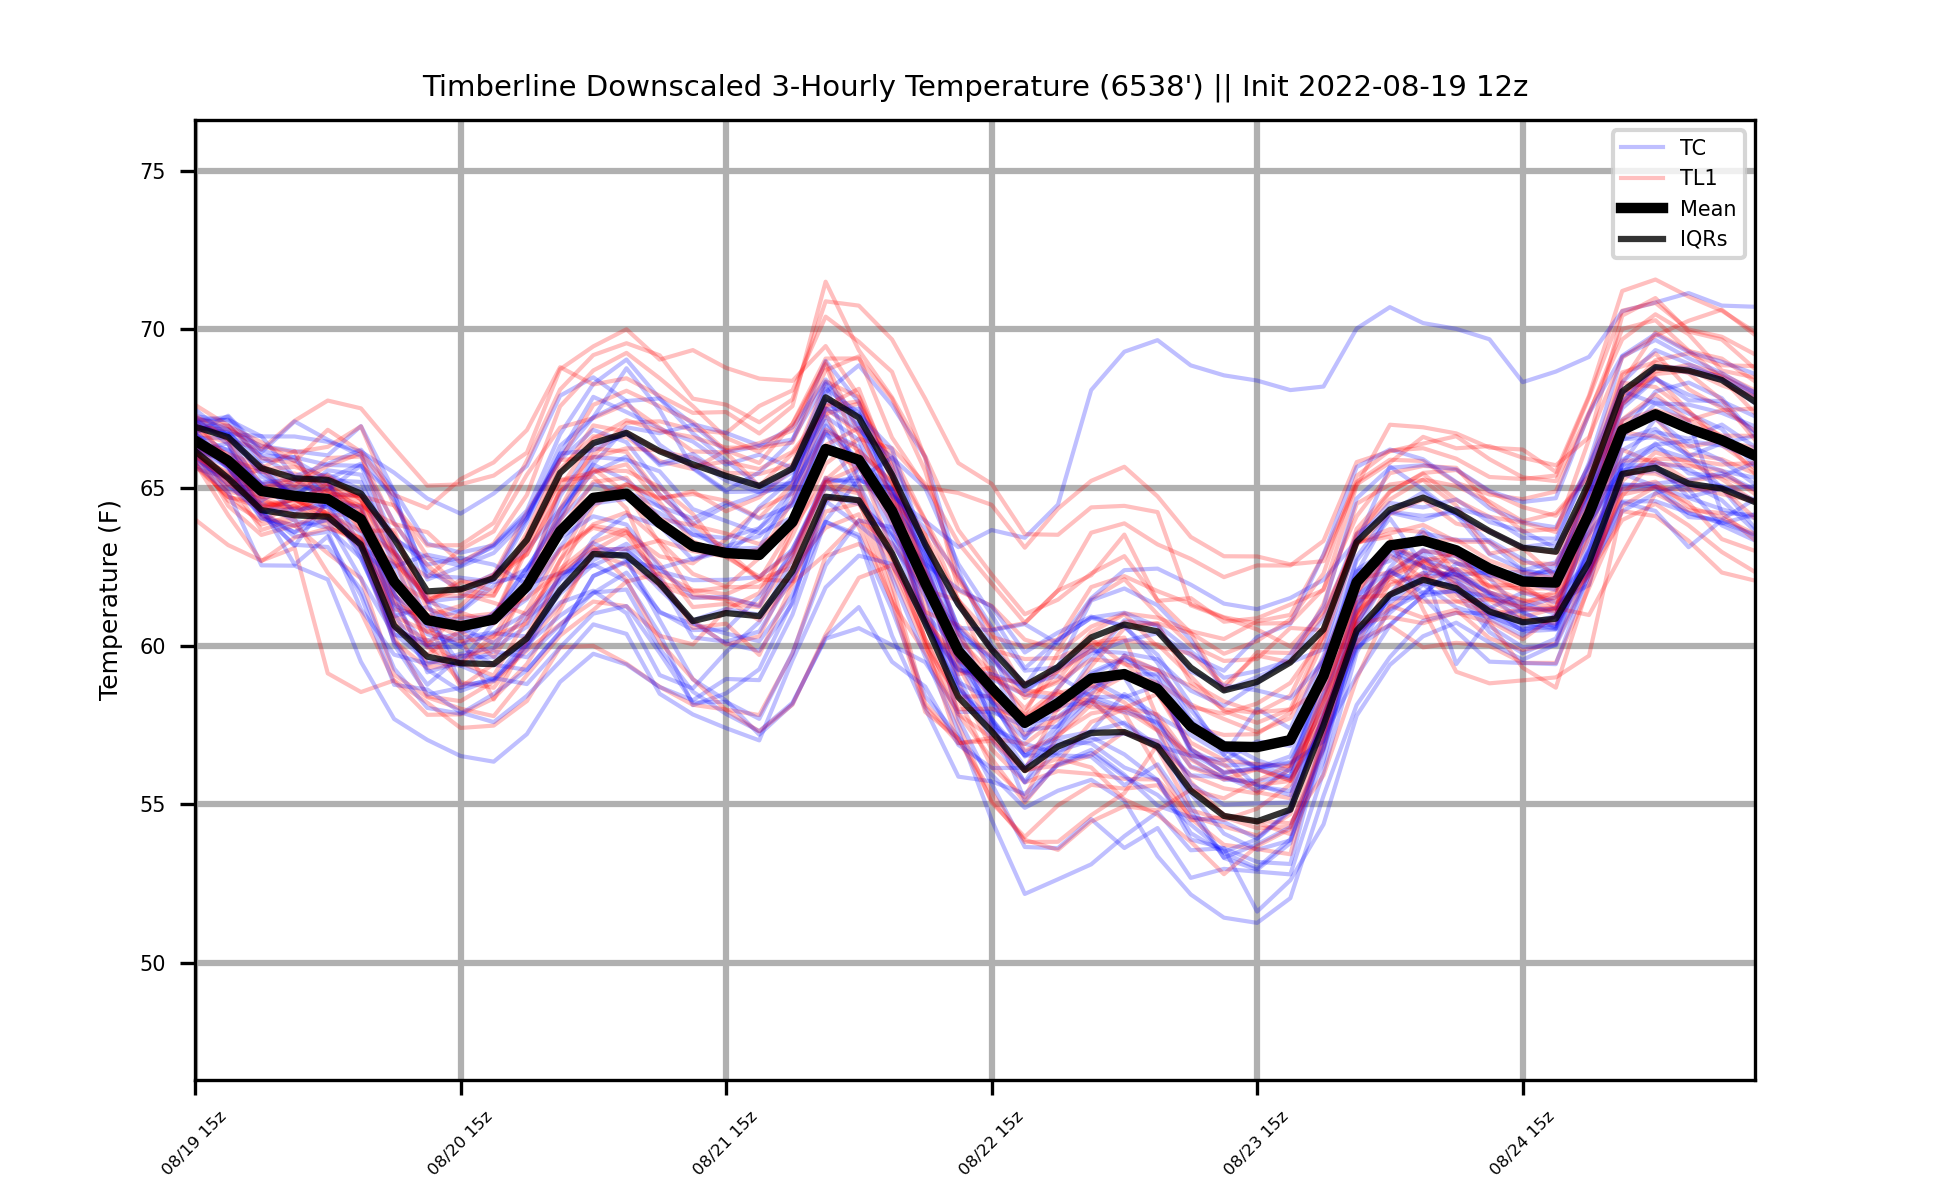 Timberline Downscaled 3-Hourly Temperature (6538') || Init 2022-08-19 12z
TC
TL1
Mean
IQRs
Temperature (F)
75
70
65
60
55
50
08/19 15z
08/20 15z
08/21 15z
08/22 15z
08/23 15z
08/24 15z